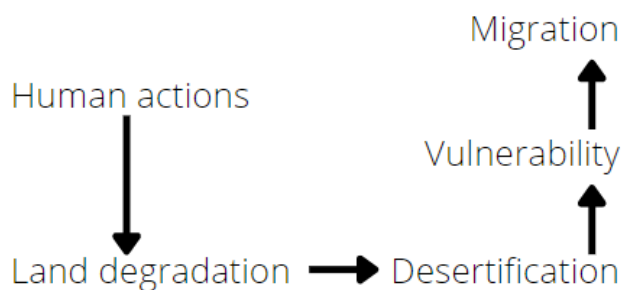 Migration
Human actions
Vulnerability
Land degradation
Desertification